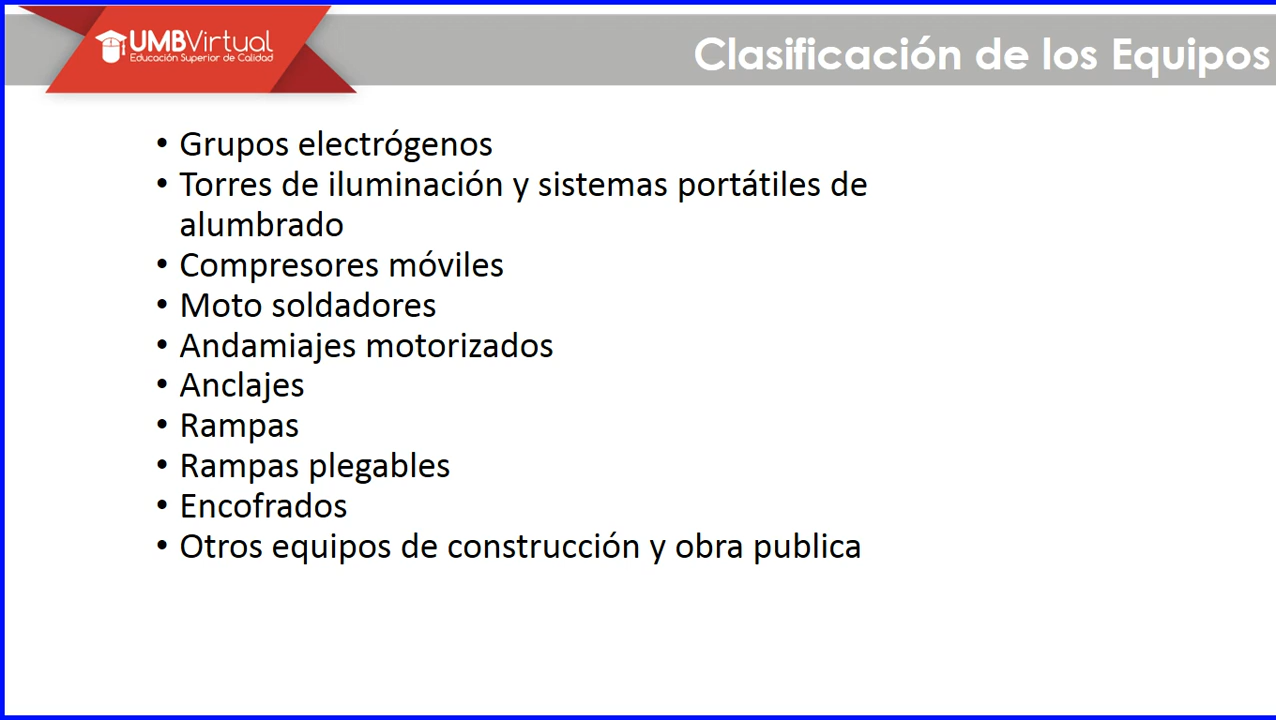 UMBVirtual
Educación Superior de Calidad
Clasificación de los Equipos
• Grupos electrógenos
• Torres de iluminación y sistemas portátiles de
alumbrado
• Compresores móviles
• Moto soldadores
• Andamiajes motorizados
• Anclajes
• Rampas
• Rampas plegables
• Encofrados
• Otros equipos de construcción y obra publica